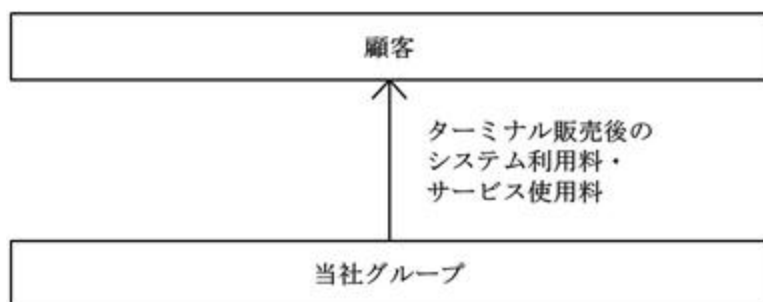 顧客
ターミナル販売後の
システム利用料・
サービス使用料
当社グループ